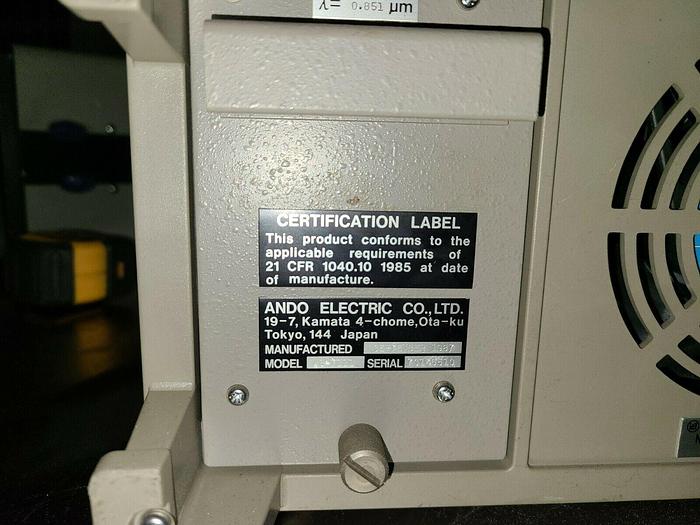 λ= 0.851 µm
CERTIFICATION LABEL
This product conforms to the
applicable requirements of
21 CFR 1040.10 1985 at date
of manufacture.
ANDO ELECTRIC CO.,LTD.
19-7, Kamata 4-chome, Ota-ku
Tokyo, 144 Japan
MANUFACTURED
MODEL SERIAL